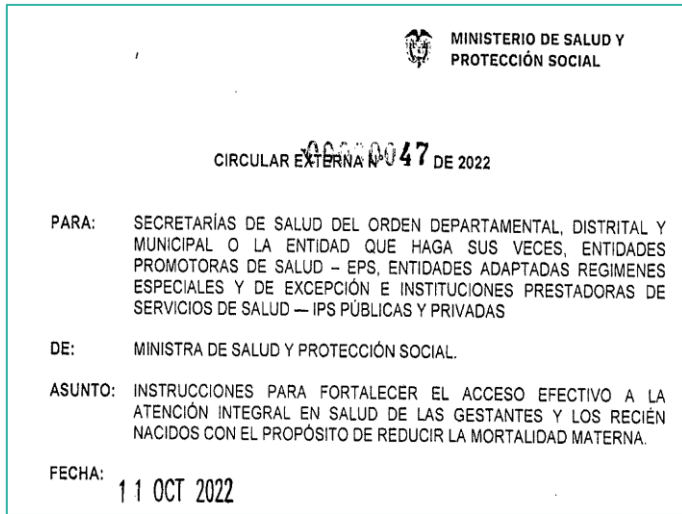 MINISTERIO DE SALUD Y
PROTECCIÓN SOCIAL
CIRCULAR EXTERNA Nº 00000047 DE 2022
PARA: SECRETARÍAS DE SALUD DEL ORDEN DEPARTAMENTAL, DISTRITAL Y
MUNICIPAL O LA ENTIDAD QUE HAGA SUS VECES, ENTIDADES
PROMOTORAS DE SALUD – EPS, ENTIDADES ADAPTADAS REGIMENES
ESPECIALES Y DE EXCEPCIÓN E INSTITUCIONES PRESTADORAS DE
SERVICIOS DE SALUD — IPS PÚBLICAS Y PRIVADAS
DE: MINISTRA DE SALUD Y PROTECCIÓN SOCIAL.
ASUNTO: INSTRUCCIONES PARA FORTALECER EL ACCESO EFECTIVO A LA
ATENCIÓN INTEGRAL EN SALUD DE LAS GESTANTES Y LOS RECIÉN
NACIDOS CON EL PROPÓSITO DE REDUCIR LA MORTALIDAD MATERNA.
FECHA: 11 OCT 2022